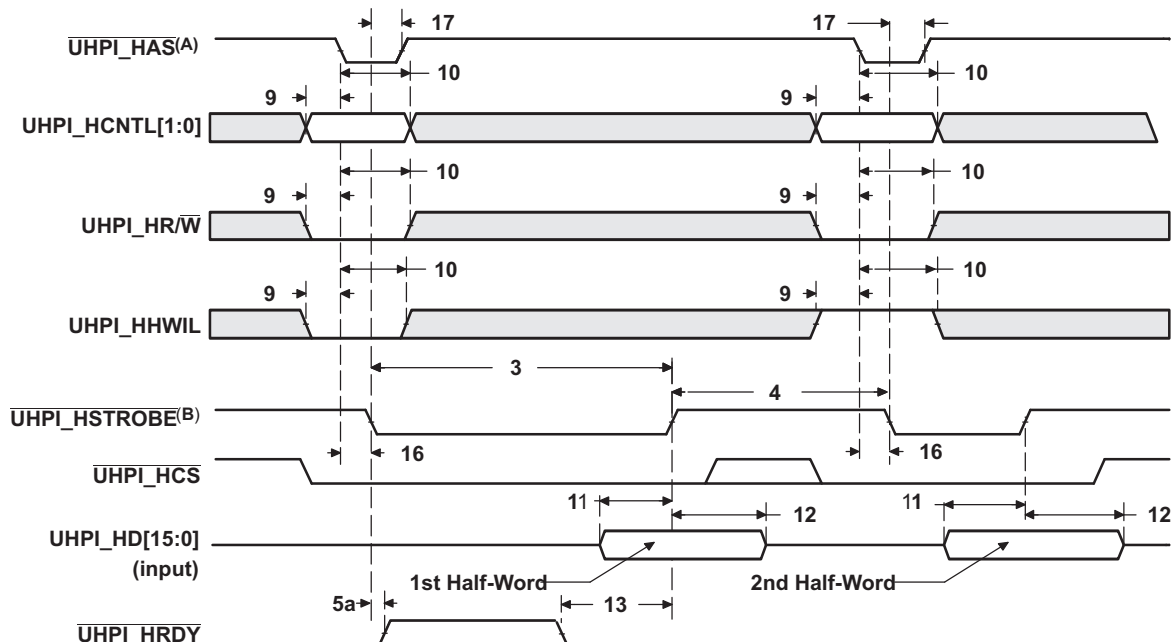 17 17
UHPI_HAS(A)
10 10
9 9
UHPI_HCNTL[1:0]
10 10
9 9
UHPI_HR/W
10 10
9 9
UHPI_HHWIL
3
4
UHPI_HSTROBE(B)
16 16
UHPI_HCS
11 11
12 12
UHPI_HD[15:0]
(input)
1st Half-Word 2nd Half-Word
5a 13
UHPI_HRDY